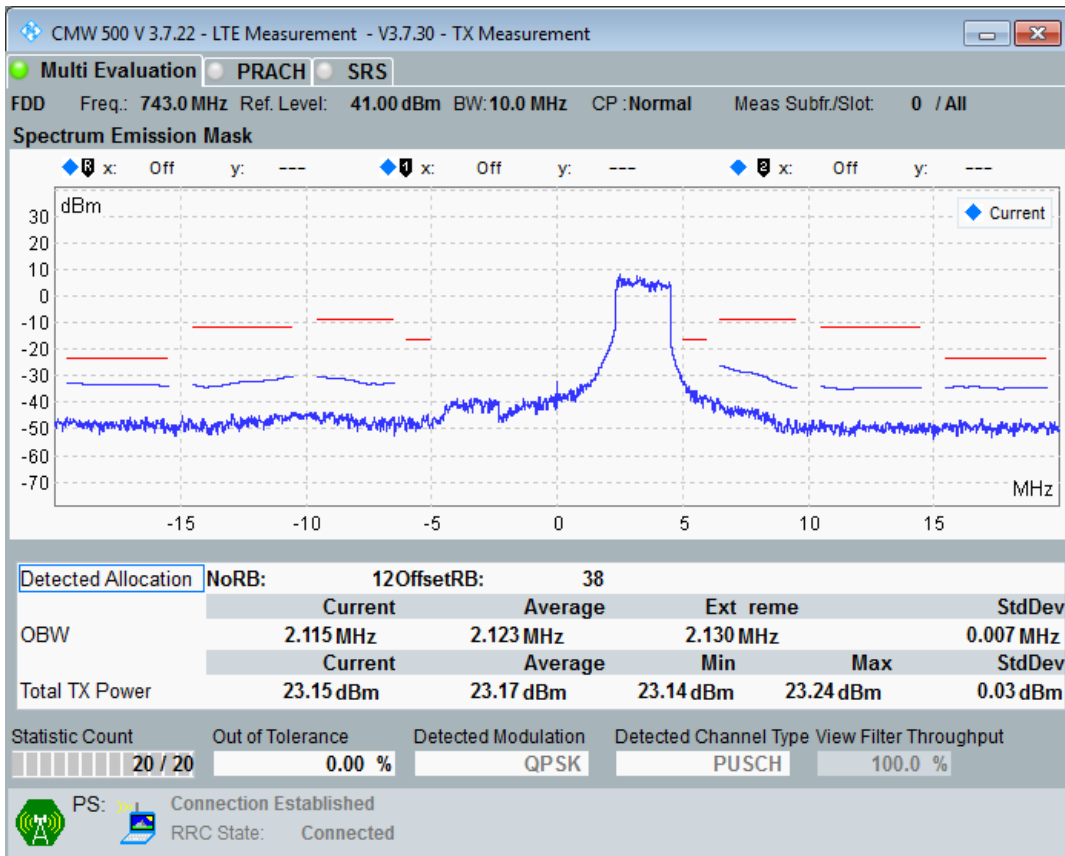 CMW 500 V 3.7.22 - LTE Measurement - V3.7.30 - TX Measurement
Multi Evaluation PRACH SRS
FDD Freq.: 743.0 MHz Ref. Level: 41.00 dBm BW: 10.0 MHz CP : Normal Meas Subfr./Slot: 0 / All
Spectrum Emission Mask
R x: Off y: --- 1 x: Off y: --- 2 x: Off y: ---
dBm
Current
30
20
10
0
-10
-20
-30
-40
-50
-60
-70
MHz
-15 -10 -5 0 5 10 15
Detected Allocation NoRB: 12 OffsetRB: 38
Current Average Ext reme StdDev
OBW 2.115 MHz 2.123 MHz 2.130 MHz 0.007 MHz
Current Average Min Max StdDev
Total TX Power 23.15 dBm 23.17 dBm 23.14 dBm 23.24 dBm 0.03 dBm
Statistic Count Out of Tolerance Detected Modulation Detected Channel Type View Filter Throughput
20 / 20 0.00 % QPSK PUSCH 100.0 %
PS: Connection Established
RRC State: Connected